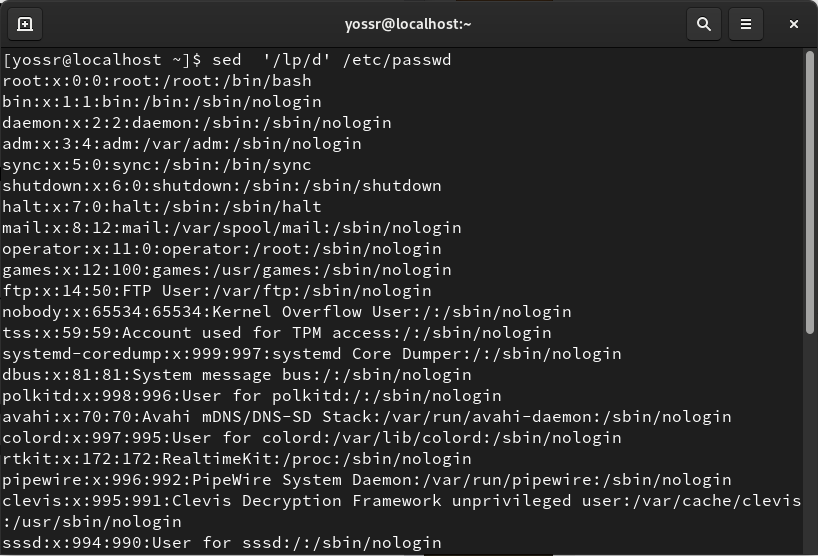 yossr@localhost:~
[yossr@localhost ~]$ sed  '/lp/d' /etc/passwd
root:x:0:0:root:/root:/bin/bash
bin:x:1:1:bin:/bin:/sbin/nologin
daemon:x:2:2:daemon:/sbin:/sbin/nologin
adm:x:3:4:adm:/var/adm:/sbin/nologin
sync:x:5:0:sync:/sbin:/bin/sync
shutdown:x:6:0:shutdown:/sbin:/sbin/shutdown
halt:x:7:0:halt:/sbin:/sbin/halt
mail:x:8:12:mail:/var/spool/mail:/sbin/nologin
operator:x:11:0:operator:/root:/sbin/nologin
games:x:12:100:games:/usr/games:/sbin/nologin
ftp:x:14:50:FTP User:/var/ftp:/sbin/nologin
nobody:x:65534:65534:Kernel Overflow User:/:/sbin/nologin
tss:x:59:59:Account used for TPM access:/:/sbin/nologin
systemd-coredump:x:999:997:systemd Core Dumper:/:/sbin/nologin
dbus:x:81:81:System message bus:/:/sbin/nologin
polkitd:x:998:996:User for polkitd:/:/sbin/nologin
avahi:x:70:70:Avahi mDNS/DNS-SD Stack:/var/run/avahi-daemon:/sbin/nologin
colord:x:997:995:User for colord:/var/lib/colord:/sbin/nologin
rtkit:x:172:172:RealtimeKit:/proc:/sbin/nologin
pipewire:x:996:992:PipeWire System Daemon:/var/run/pipewire:/sbin/nologin
clevis:x:995:991:Clevis Decryption Framework unprivileged user:/var/cache/clevis
:/usr/sbin/nologin
sssd:x:994:990:User for sssd:/:/sbin/nologin